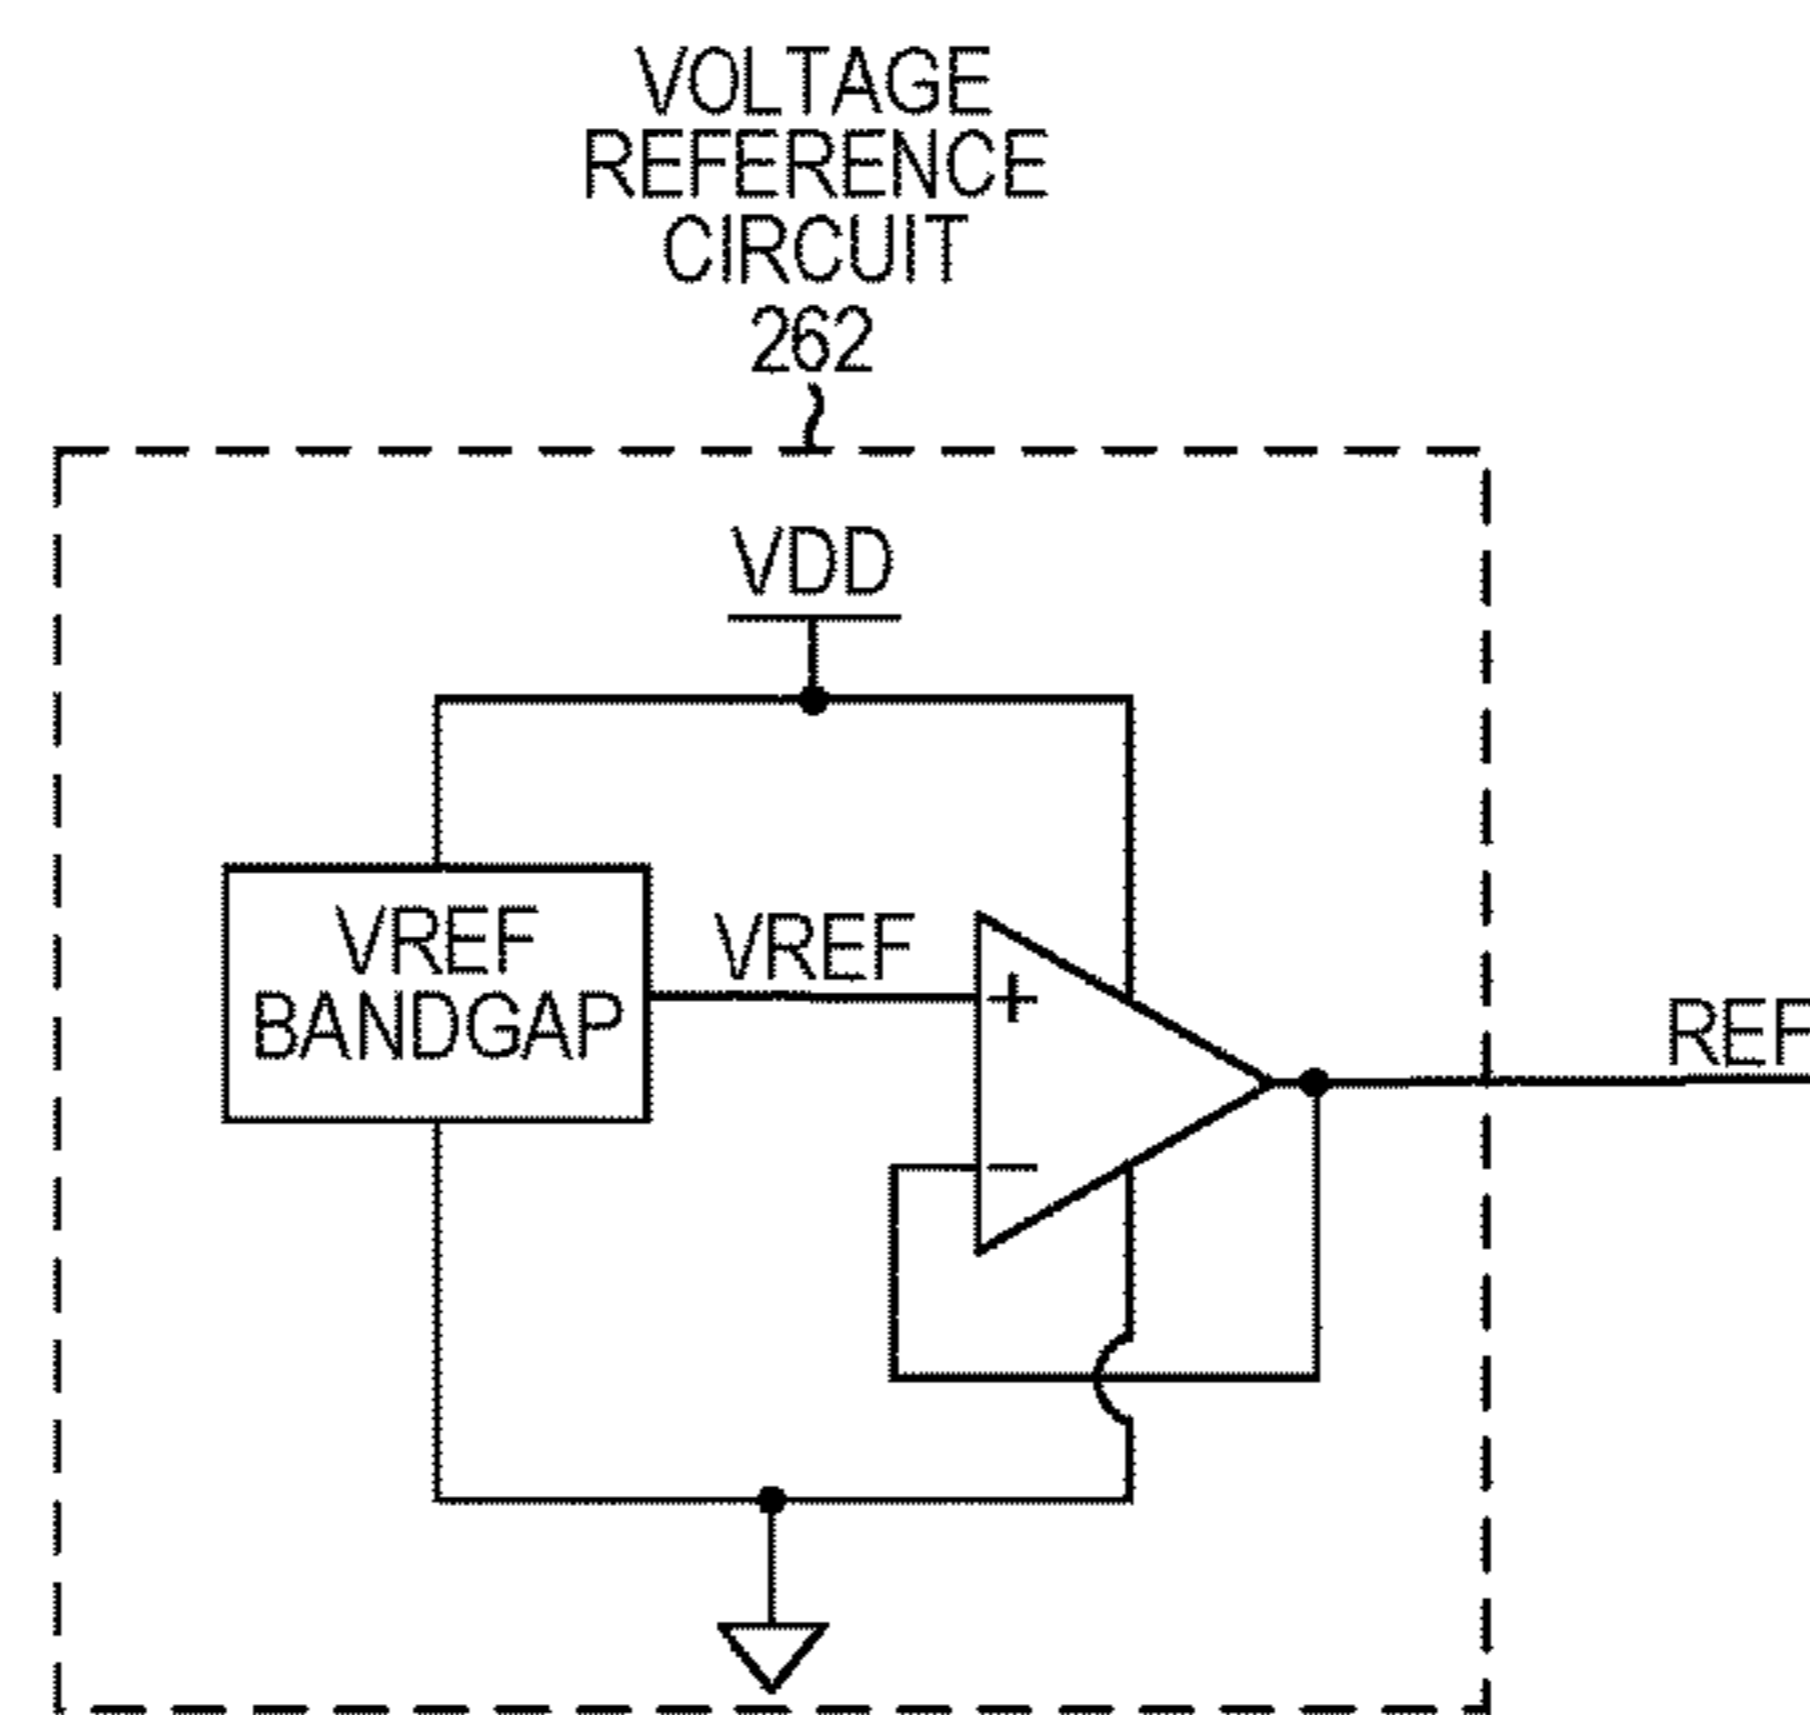 VOLTAGE
REFERENCE
CIRCUIT
262
VDD
VREF
BANDGAP
VREF
+
−
REF